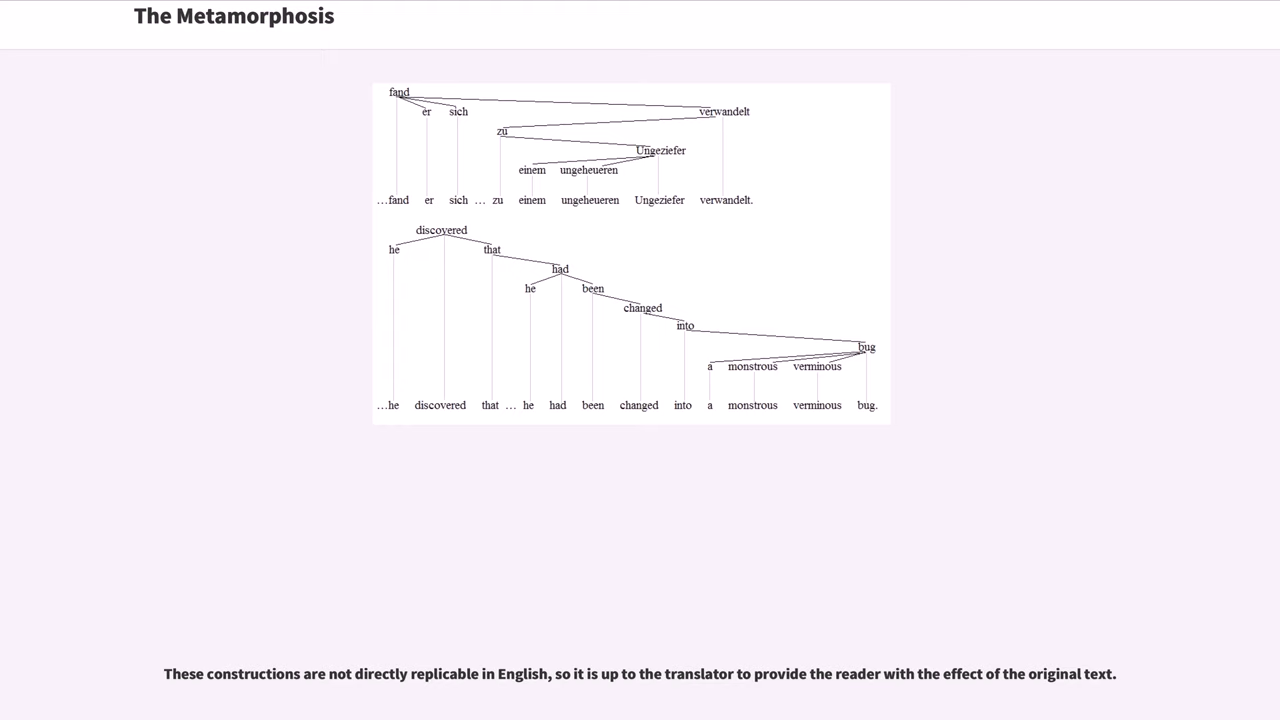 The Metamorphosis
fand
er sich verwandelt
zu
Ungeziefer
einem ungeheueren
…fand er sich … zu einem ungeheueren Ungeziefer verwandelt.
discovered
he that
had
he been
changed
into
bug
a monstrous verminous
…he discovered that … he had been changed into a monstrous verminous bug.
These constructions are not directly replicable in English, so it is up to the translator to provide the reader with the effect of the original text.